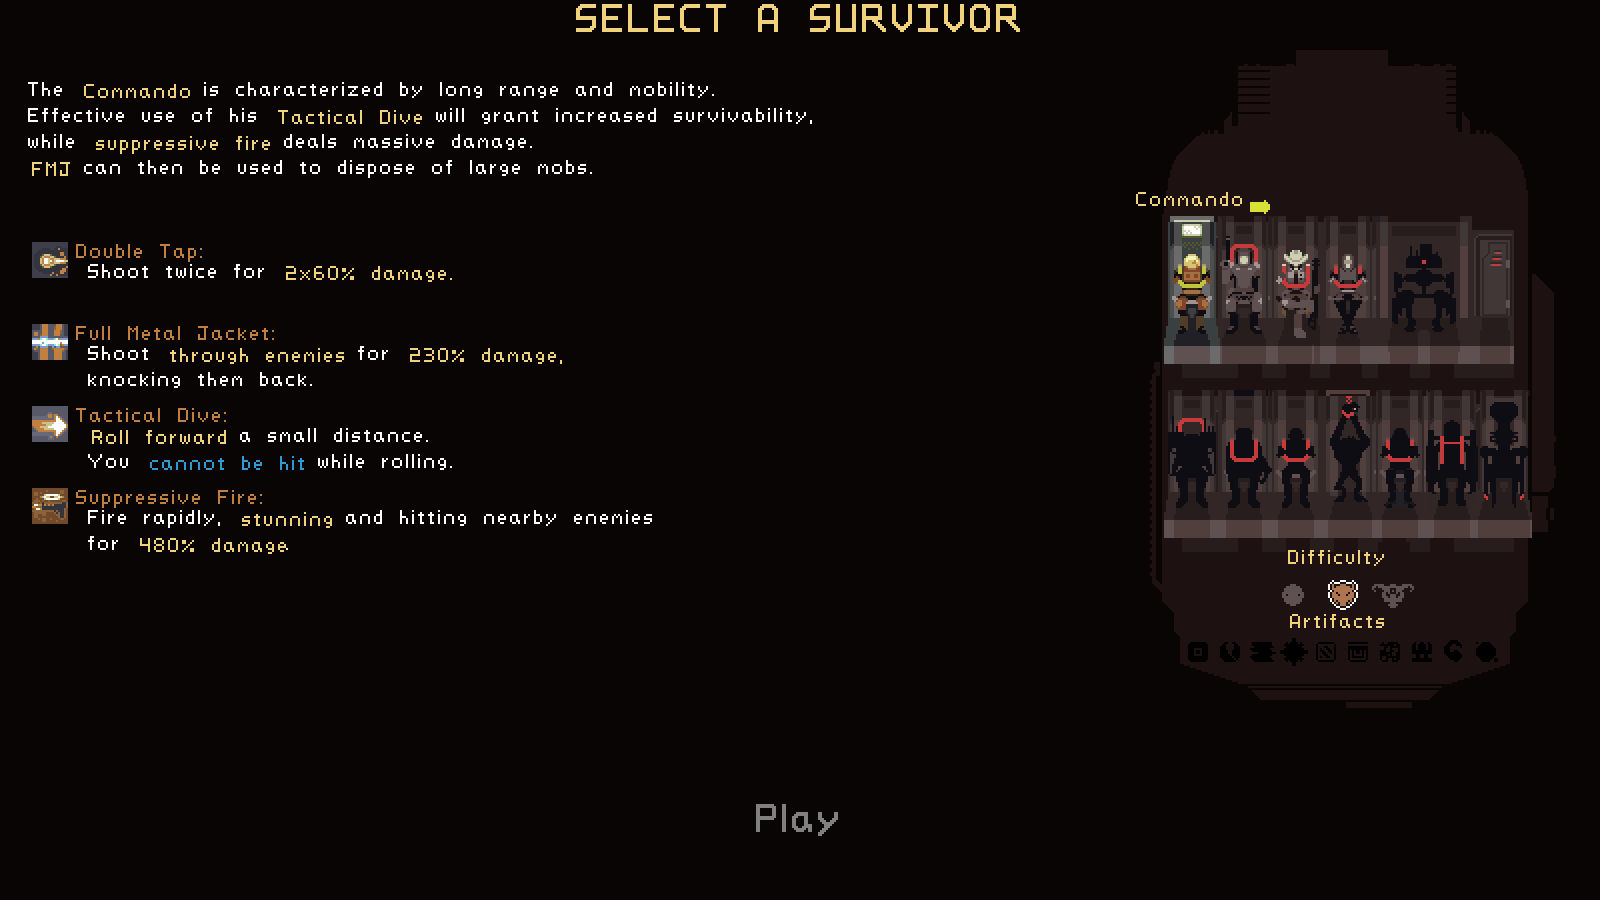 SELECT A SURVIVOR
The Commando is characterized by long range and mobility.
Effective use of his Tactical Dive will grant increased survivability,
while suppressive fire deals massive damage.
FMJ can then be used to dispose of large mobs.
Commando
Double Tap:
Shoot twice for 2x60% damage.
Full Metal Jacket:
Shoot through enemies for 230% damage,
knocking them back.
Tactical Dive:
Roll forward a small distance.
You cannot be hit while rolling.
Suppressive Fire:
Fire rapidly, stunning and hitting nearby enemies
for 480% damage
Difficulty
Artifacts
Play